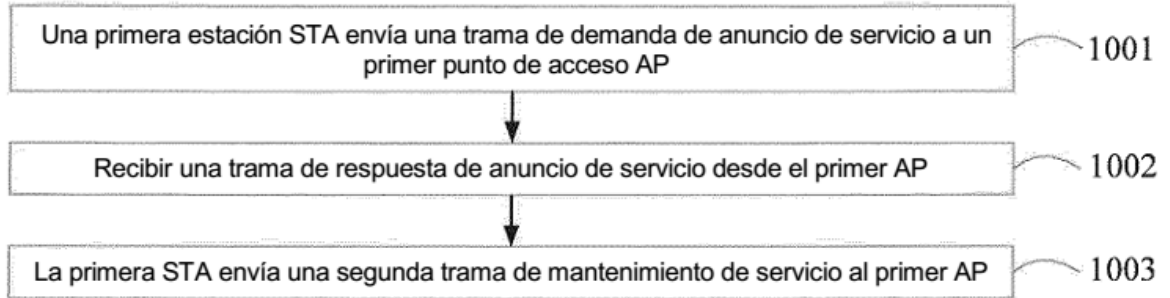 Una primera estación STA envía una trama de demanda de anuncio de servicio a un
primer punto de acceso AP
1001
Recibir una trama de respuesta de anuncio de servicio desde el primer AP
1002
La primera STA envía una segunda trama de mantenimiento de servicio al primer AP
1003